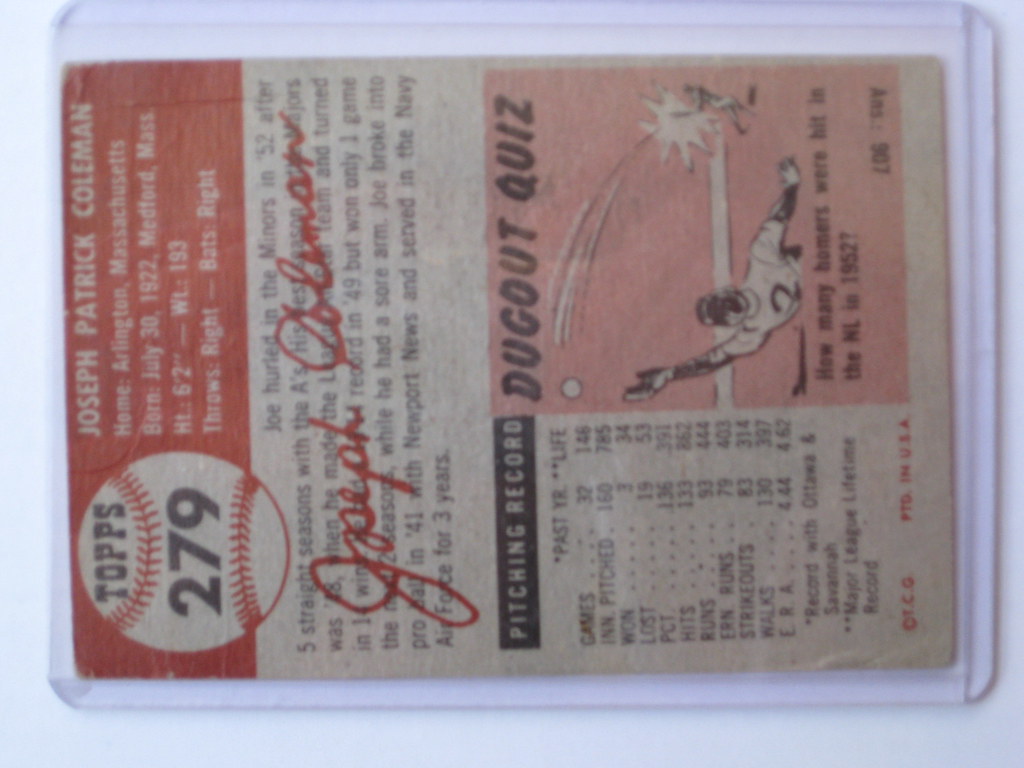 TOPPS
279
JOSEPH PATRICK COLEMAN
Home: Arlington, Massachusetts
Born: July 30, 1922, Medford, Mass.
Ht.: 6'2" — Wt.: 193
Throws: Right — Bats: Right
Joe hurled in the Minors in '52 after
5 straight seasons with the A's. His best season in the Majors
was '48, when he made the League All-Star team and turned
in 14 wins. Joe had record in '49 but won only 1 game
the next 2 seasons, while he had a sore arm. Joe broke into
pro ball in '41 with Newport News and served in the Navy
Air Force for 3 years.
Joseph Coleman
PITCHING RECORD
*PAST YR. **LIFE
GAMES ..... 32 146
INN. PITCHED. 160 785
WON ...... 3 34
LOST ...... 19 53
PCT. ...... .136 .391
HITS ...... 133 862
RUNS ...... 93 444
ERN. RUNS ... 79 403
STRIKEOUTS . 83 314
WALKS .... 130 397
E. R. A. .... 4.44 4.62
*Record with Ottawa &
Savannah
**Major League Lifetime
Record
DUGOUT QUIZ
2
How many homers were hit in
the NL in 1952?
Ans.: 907
©T.C.G. PTD. IN U.S.A.